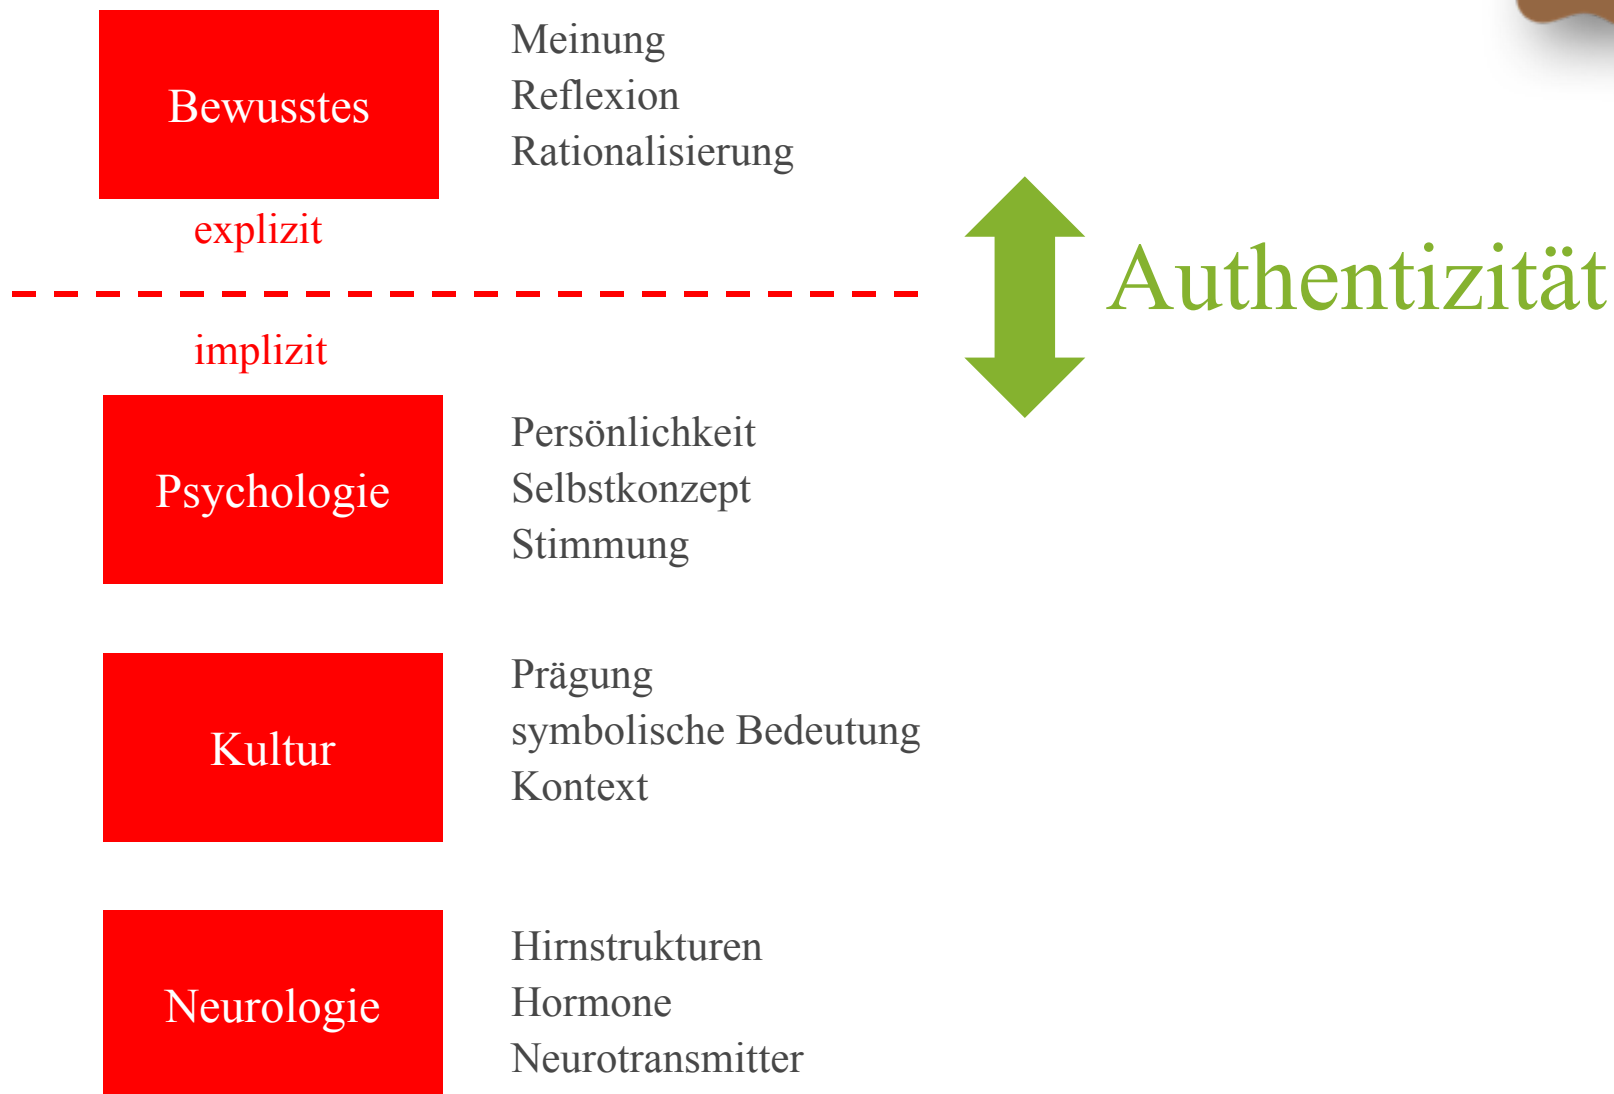 Bewusstes
Meinung
Reflexion
Rationalisierung
explizit
Authentizität
implizit
Psychologie
Persönlichkeit
Selbstkonzept
Stimmung
Kultur
Prägung
symbolische Bedeutung
Kontext
Neurologie
Hirnstrukturen
Hormone
Neurotransmitter